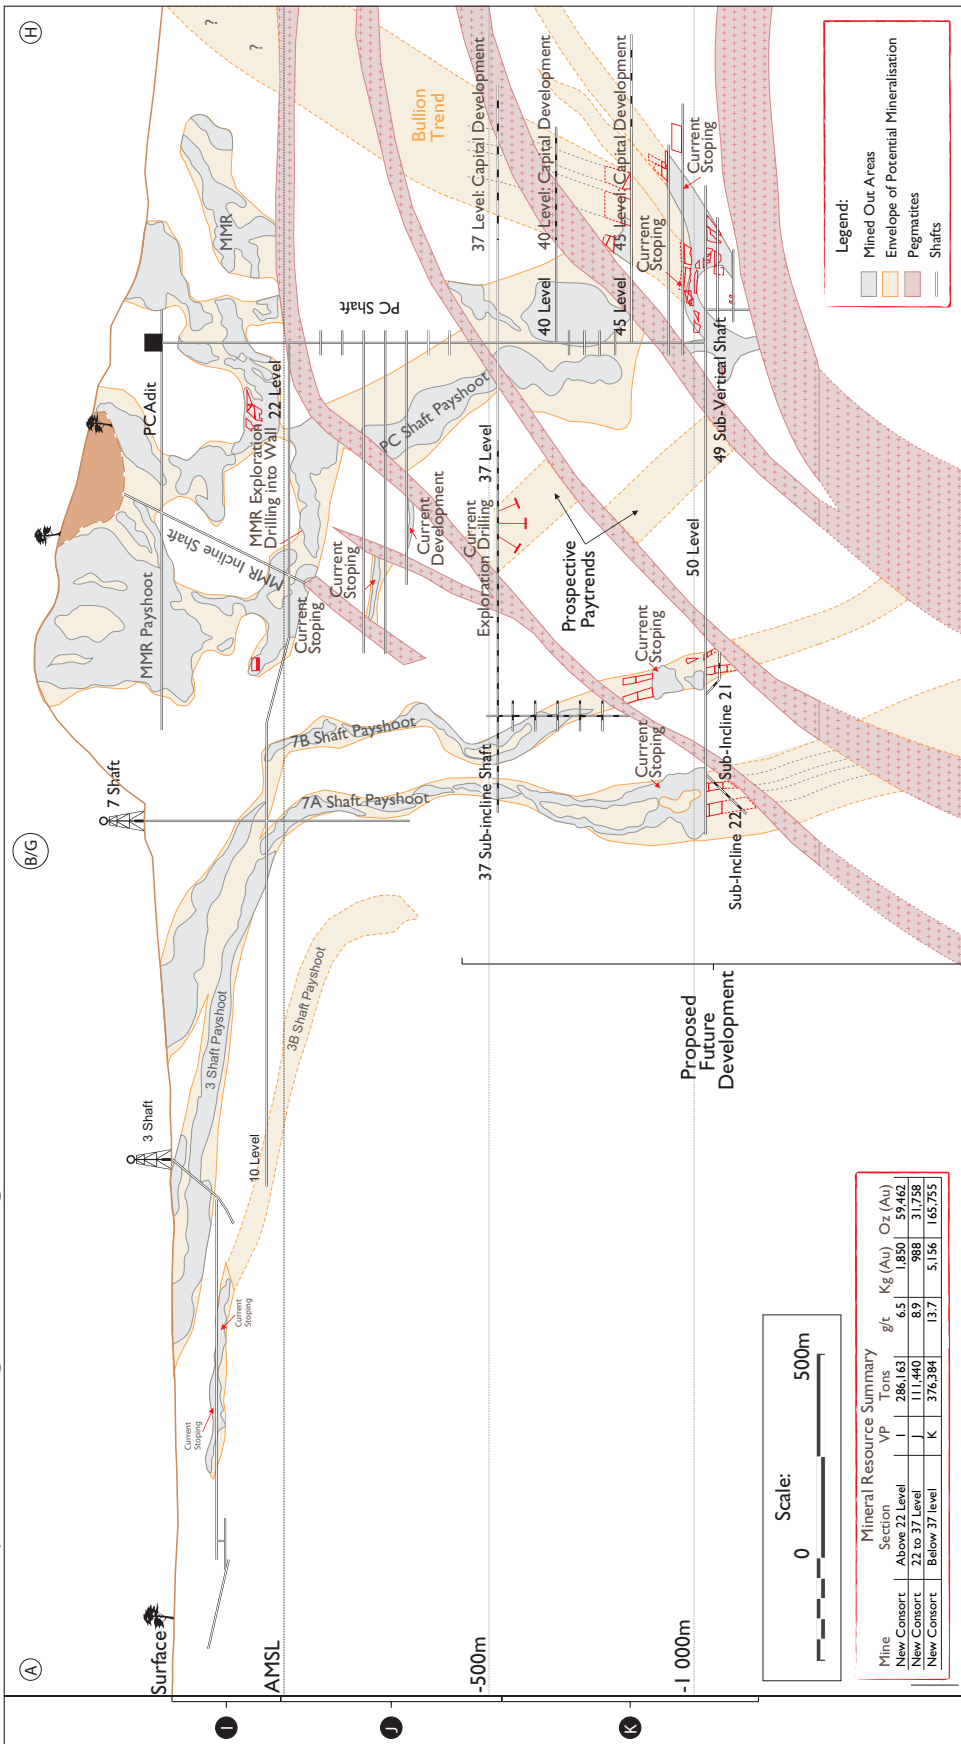 A
B/G
H
Surface
AMSL
-500m
-1 000m
I
J
K
3 Shaft
7 Shaft
MMR Payshoot
MMR Incline Shaft
PC Adit
MMR
?
?
MMR Exploration
Drilling into Wall
22 Level
PC Shaft
Bullion
Trend
3 Shaft Payshoot
10 Level
3B Shaft Payshoot
Current
Stoping
Current
Stoping
7B Shaft Payshoot
7A Shaft Payshoot
Current
Stoping
Current
Stoping
Current
Development
PC Shaft Payshoot
37 Sub-incline Shaft
Current
Exploration Drilling
37 Level
37 Level: Capital Development
40 Level
40 Level: Capital Development
45 Level
45 Level: Capital Development
Prospective
Paytrends
Current
Stoping
Current
Stoping
Current
Stoping
Current
Stoping
50 Level
49 Sub-Vertical Shaft
Sub-Incline 21
Sub-Incline 22
Proposed
Future
Development
Scale:
0 500m
Legend:
Mined Out Areas
Envelope of Potential Mineralisation
Pegmatites
Shafts
Mineral Resource Summary
Mine Section VP Tons g/t Kg (Au) Oz (Au)
New Consort Above 22 Level I 286,163 6.5 1,850 59,462
New Consort 22 to 37 Level J 111,440 8.9 988 31,758
New Consort Below 37 level K 376,384 13.7 5,156 165,755